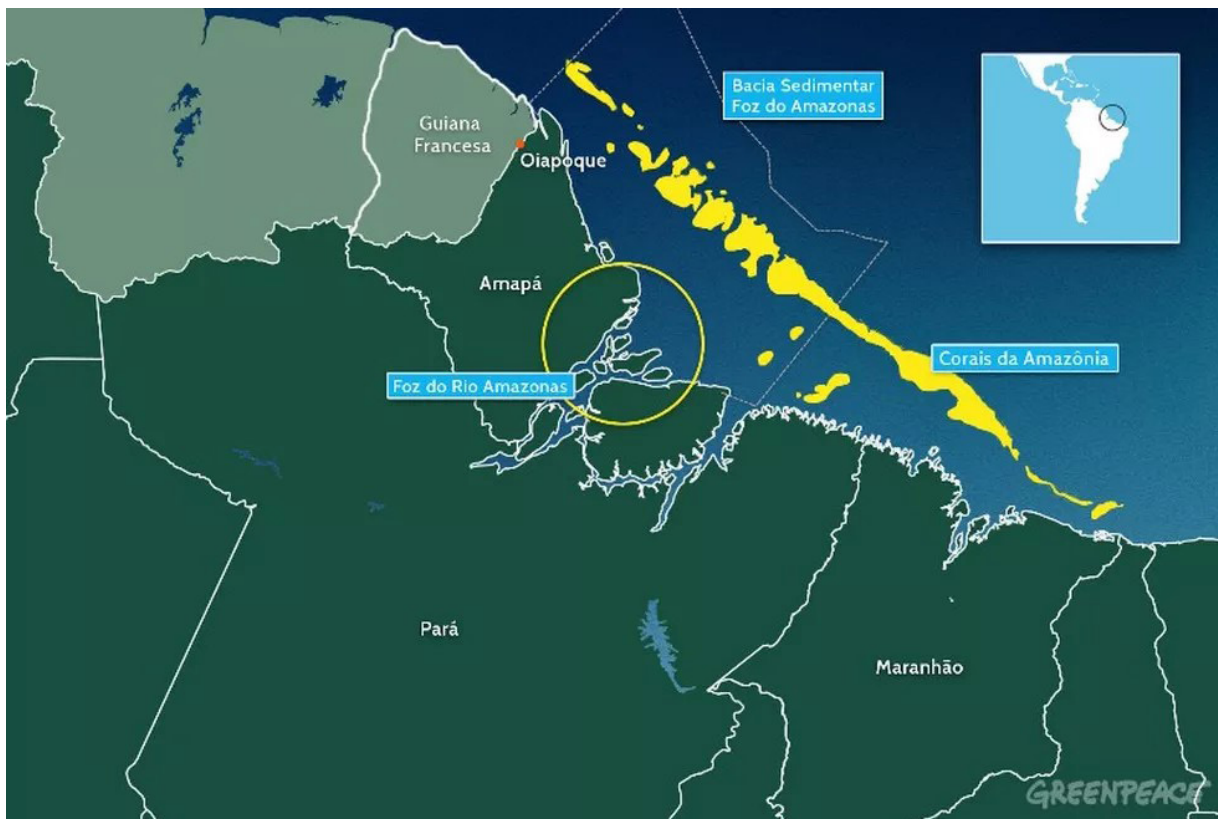 Bacia Sedimentar
Foz do Amazonas
Guiana
Francesa
Oiapoque
Amapá
Corais da Amazônia
Foz do Rio Amazonas
Pará
Maranhão
GREENPEACE